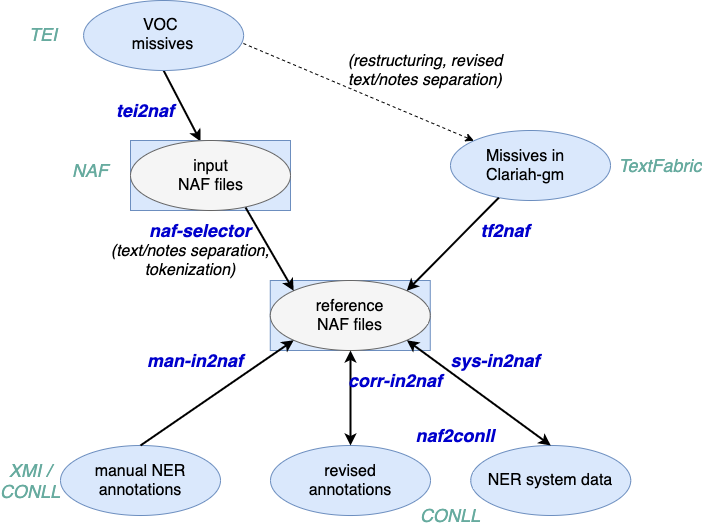 TEI
VOC
missives
(restructuring, revised
text/notes separation)
tei2naf
NAF
input
NAF files
Missives in
Clariah-gm
TextFabric
naf-selector
(text/notes separation,
tokenization)
tf2naf
reference
NAF files
man-in2naf
corr-in2naf
sys-in2naf
naf2conll
XMI /
CONLL
manual NER
annotations
revised
annotations
NER system data
CONLL